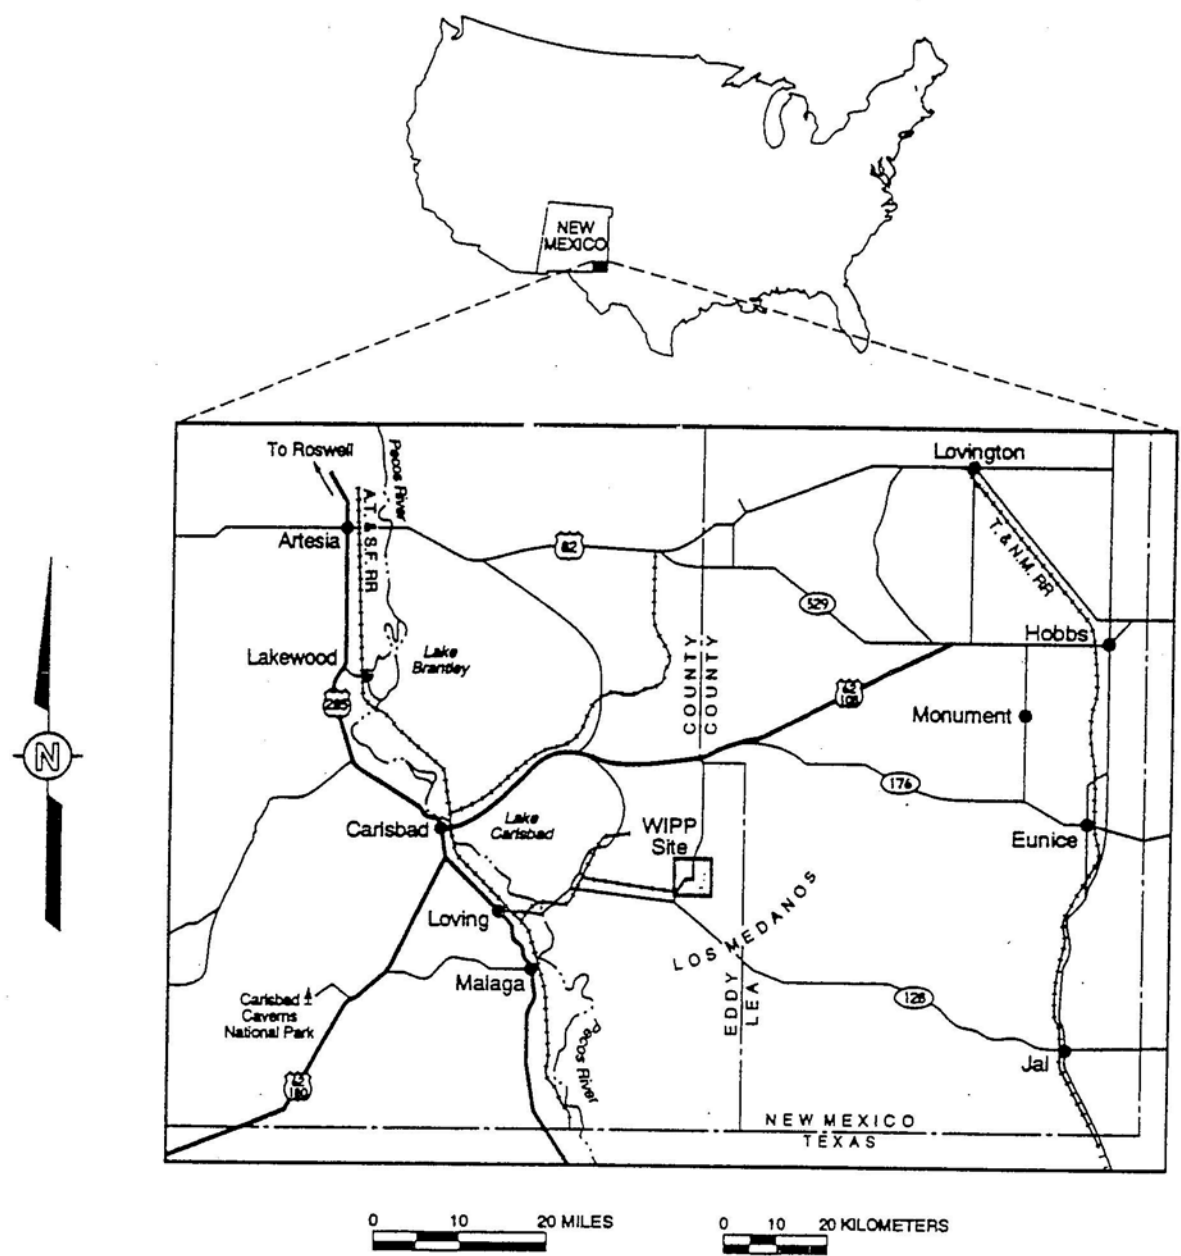 NEW
MEXICO
To Roswell
Pecos River
Lovington
A.T. & S.F. RR
Artesia
82
T. & N.M. RR
529
Hobbs
Lakewood
Lake
Brantley
COUNTY
COUNTY
285
62
180
Monument
N
176
Carlsbad
Lake
Carlsbad
WIPP
Site
Eunice
LOS MEDANOS
Loving
Malaga
EDDY
LEA
128
Carlsbad
Caverns
National Park
Pecos River
Jal
62
180
NEW MEXICO
TEXAS
0 10 20 MILES
0 10 20 KILOMETERS